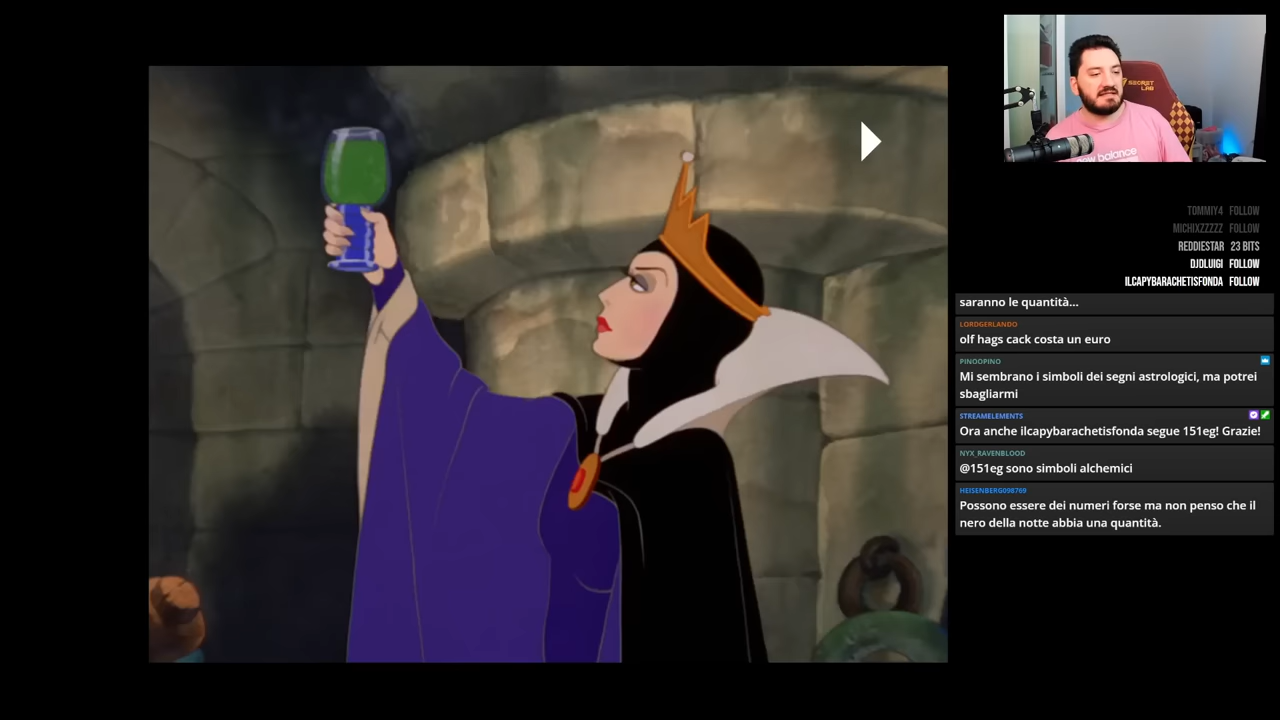 SECRET
LAB
new balance
TOMMIY4 FOLLOW
MICHIXZZZZZ FOLLOW
REDDIESTAR 23 BITS
DJDLUIGI FOLLOW
ILCAPYBARACHETISFONDA FOLLOW
saranno le quantità...
LORDGERLANDO
olf hags cack costa un euro
PINOOPINO
Mi sembrano i simboli dei segni astrologici, ma potrei
sbagliarmi
STREAMELEMENTS
Ora anche ilcapybarachetisfonda segue 151eg! Grazie!
NYX_RAVENBLOOD
@151eg sono simboli alchemici
HEISENBERG098769
Possono essere dei numeri forse ma non penso che il
nero della notte abbia una quantità.